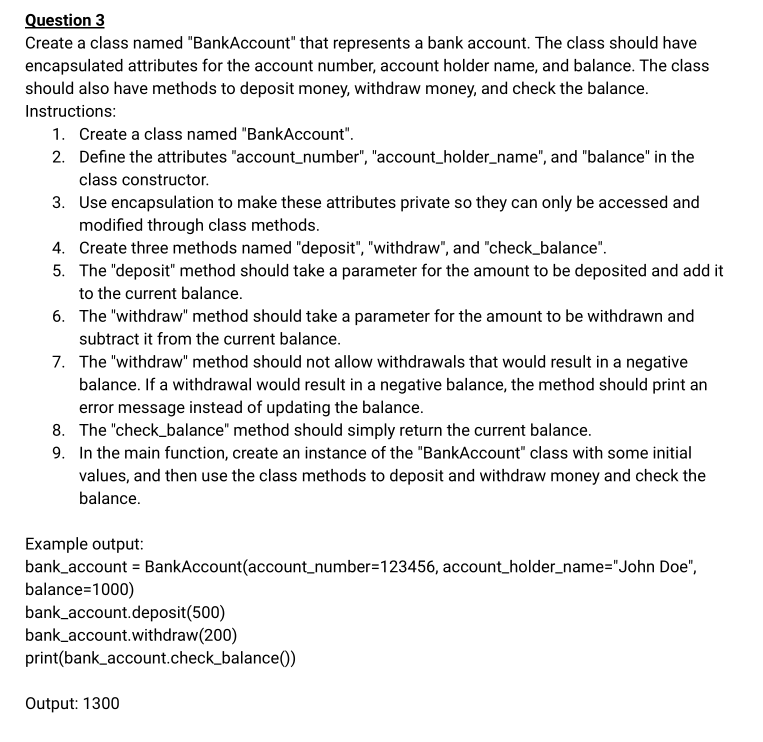 Question 3
Create a class named "BankAccount" that represents a bank account. The class should have
encapsulated attributes for the account number, account holder name, and balance. The class
should also have methods to deposit money, withdraw money, and check the balance.
Instructions:
1. Create a class named "BankAccount".
2. Define the attributes "account_number", "account_holder_name", and "balance" in the
class constructor.
3. Use encapsulation to make these attributes private so they can only be accessed and
modified through class methods.
4. Create three methods named "deposit", "withdraw", and "check_balance".
5. The "deposit" method should take a parameter for the amount to be deposited and add it
to the current balance.
6. The "withdraw" method should take a parameter for the amount to be withdrawn and
subtract it from the current balance.
7. The "withdraw" method should not allow withdrawals that would result in a negative
balance. If a withdrawal would result in a negative balance, the method should print an
error message instead of updating the balance.
8. The "check_balance" method should simply return the current balance.
9. In the main function, create an instance of the "BankAccount" class with some initial
values, and then use the class methods to deposit and withdraw money and check the
balance.
Example output:
bank_account = BankAccount(account_number=123456, account_holder_name="John Doe",
balance=1000)
bank_account.deposit(500)
bank_account.withdraw(200)
print(bank_account.check_balance())
Output: 1300